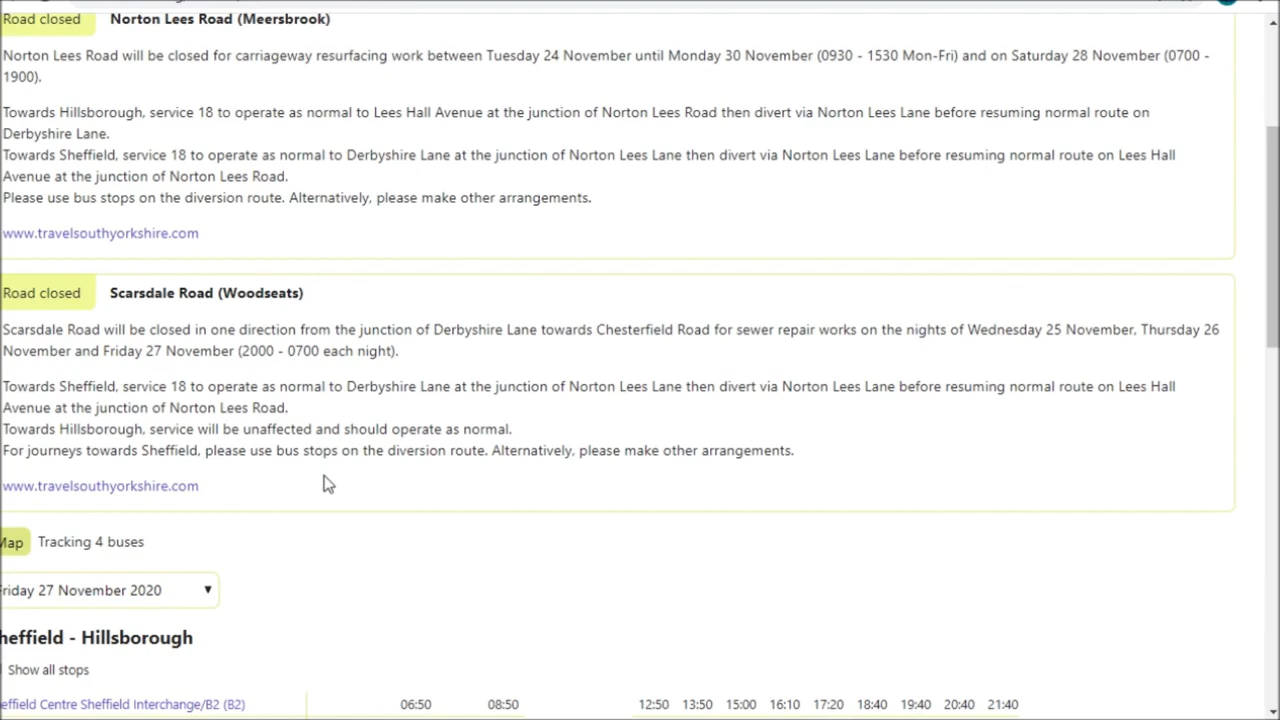 Road closed Norton Lees Road (Meersbrook)
Norton Lees Road will be closed for carriageway resurfacing work between Tuesday 24 November until Monday 30 November (0930 - 1530 Mon-Fri) and on Saturday 28 November (0700 -
1900).
Towards Hillsborough, service 18 to operate as normal to Lees Hall Avenue at the junction of Norton Lees Road then divert via Norton Lees Lane before resuming normal route on
Derbyshire Lane.
Towards Sheffield, service 18 to operate as normal to Derbyshire Lane at the junction of Norton Lees Lane then divert via Norton Lees Lane before resuming normal route on Lees Hall
Avenue at the junction of Norton Lees Road.
Please use bus stops on the diversion route. Alternatively, please make other arrangements.
www.travelsouthyorkshire.com
Road closed Scarsdale Road (Woodseats)
Scarsdale Road will be closed in one direction from the junction of Derbyshire Lane towards Chesterfield Road for sewer repair works on the nights of Wednesday 25 November, Thursday 26
November and Friday 27 November (2000 - 0700 each night).
Towards Sheffield, service 18 to operate as normal to Derbyshire Lane at the junction of Norton Lees Lane then divert via Norton Lees Lane before resuming normal route on Lees Hall
Avenue at the junction of Norton Lees Road.
Towards Hillsborough, service will be unaffected and should operate as normal.
For journeys towards Sheffield, please use bus stops on the diversion route. Alternatively, please make other arrangements.
www.travelsouthyorkshire.com
Map Tracking 4 buses
Friday 27 November 2020
heffield - Hillsborough
Show all stops
effield Centre Sheffield Interchange/B2 (B2) 06:50 08:50 12:50 13:50 15:00 16:10 17:20 18:40 19:40 20:40 21:40